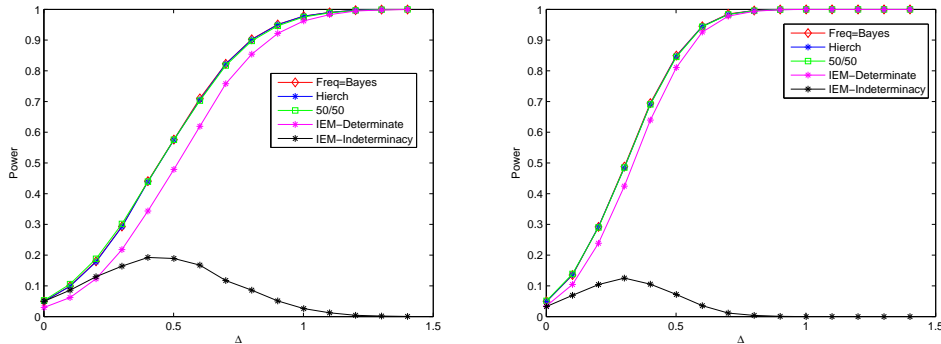 Power
1
0.9
0.8
0.7
0.6
0.5
0.4
0.3
0.2
0.1
0
0
0.5
1
1.5
Δ
Freq=Bayes
Hierch
50/50
IEM−Determinate
IEM−Indeterminacy
Power
1
0.9
0.8
0.7
0.6
0.5
0.4
0.3
0.2
0.1
0
0
0.5
1
1.5
Δ
Freq=Bayes
Hierch
50/50
IEM−Determinate
IEM−Indeterminacy